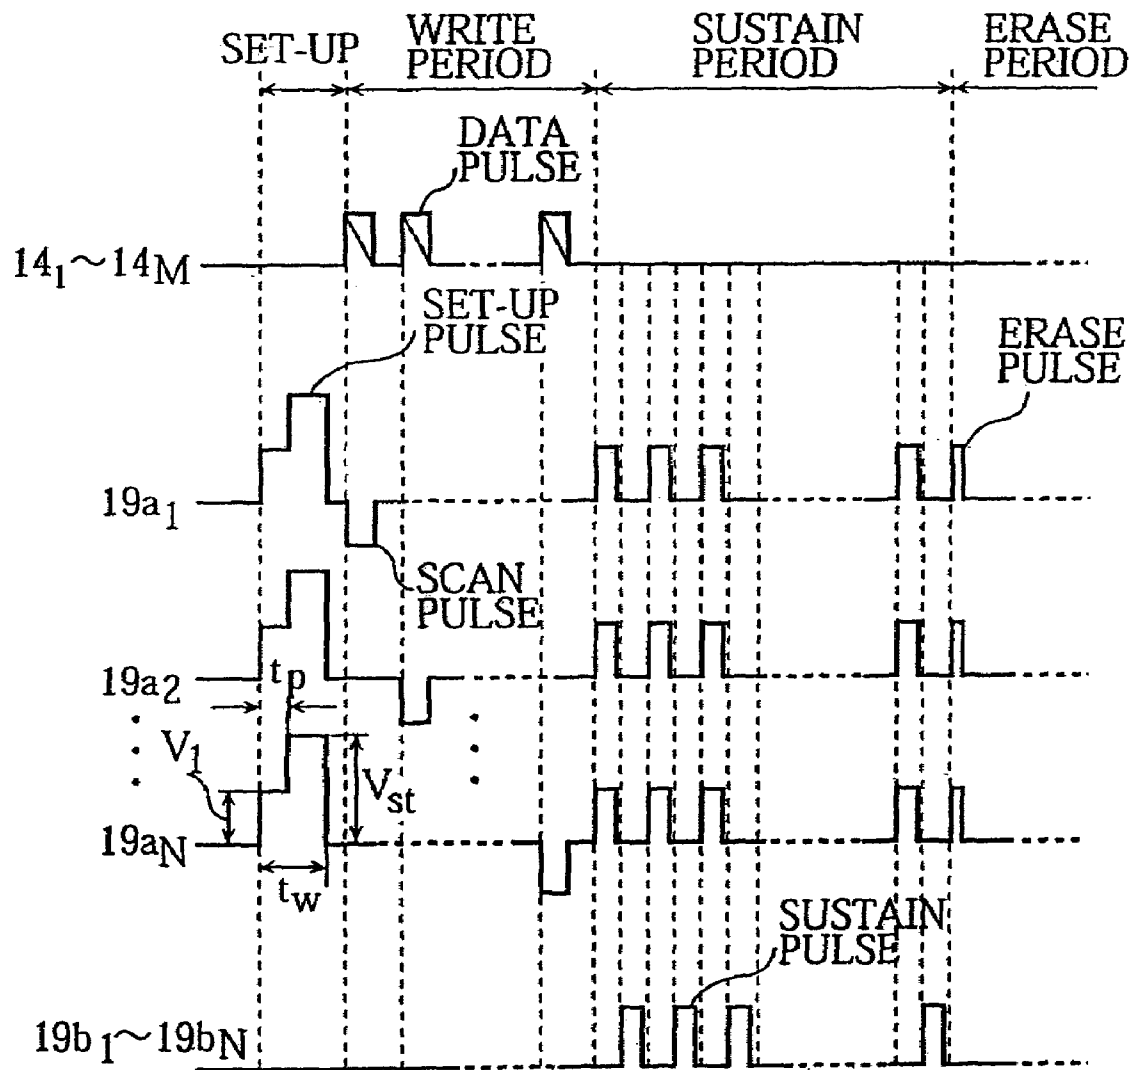 SET-UP
WRITE
PERIOD
SUSTAIN
PERIOD
ERASE
PERIOD
DATA
PULSE
14₁~14M
SET-UP
PULSE
ERASE
PULSE
19a₁
SCAN
PULSE
19a₂
tp
V₁
Vst
19aN
tw
SUSTAIN
PULSE
19b₁~19bN